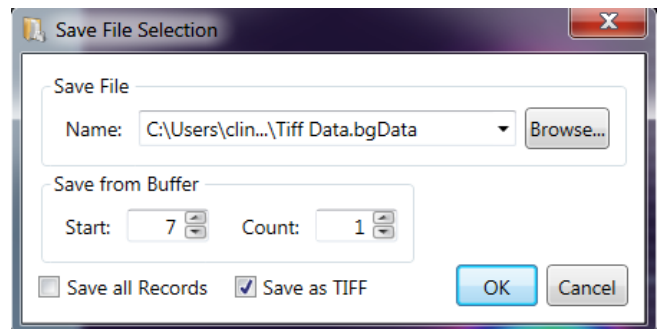 Save File Selection
Save File
Name: C:\Users\clin...\Tiff Data.bgData Browse...
Save from Buffer
Start: 7 Count: 1
Save all Records Save as TIFF OK Cancel